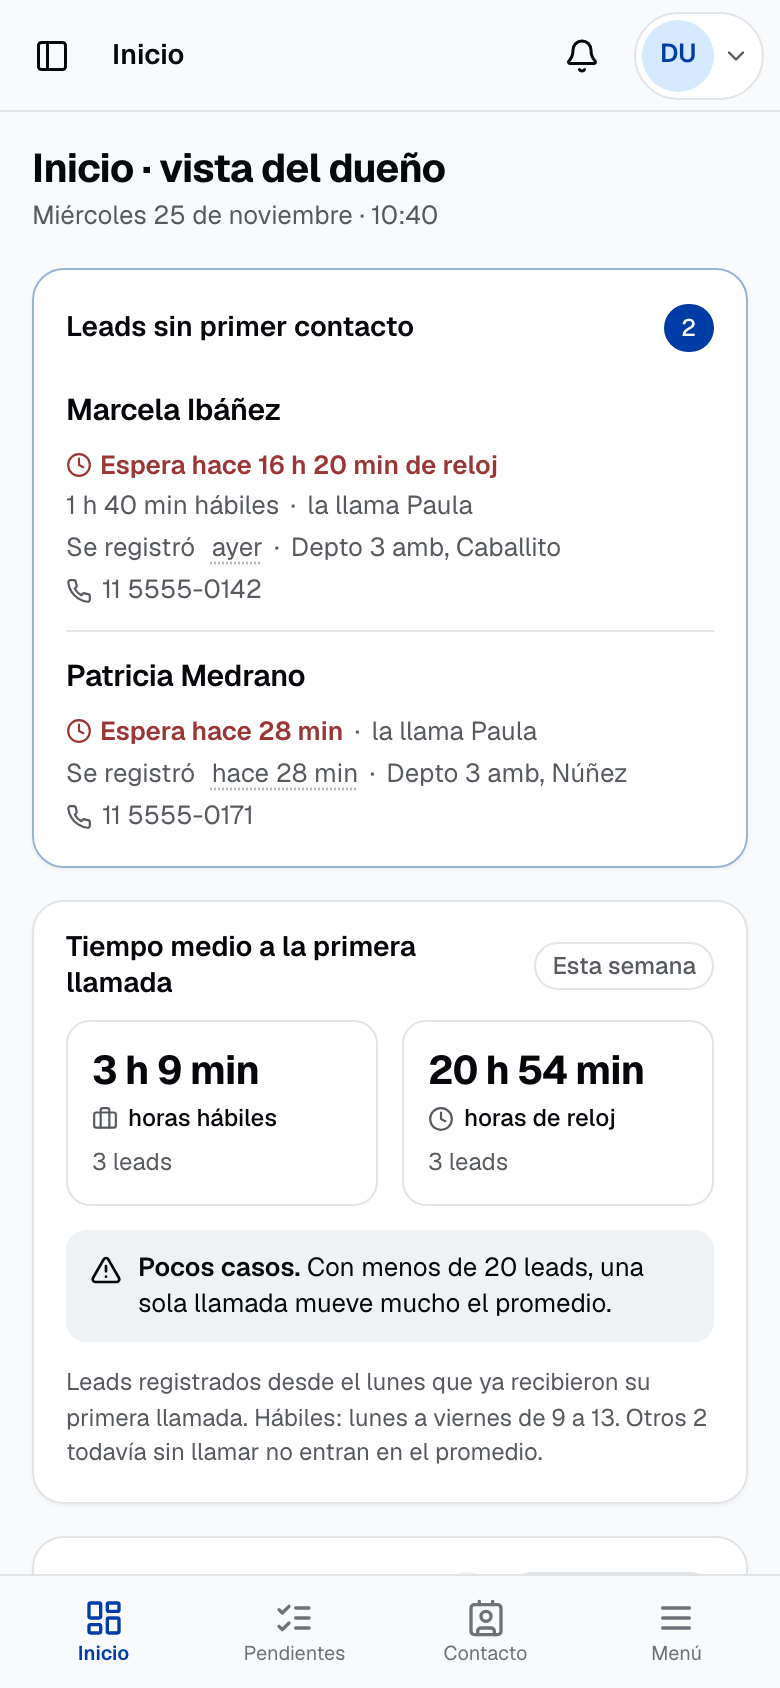 Inicio
DU
Inicio · vista del dueño
Miércoles 25 de noviembre · 10:40
Leads sin primer contacto
2
Marcela Ibáñez
Espera hace 16 h 20 min de reloj
1 h 40 min hábiles · la llama Paula
Se registró ayer · Depto 3 amb, Caballito
11 5555-0142
Patricia Medrano
Espera hace 28 min · la llama Paula
Se registró hace 28 min · Depto 3 amb, Núñez
11 5555-0171
Tiempo medio a la primera
llamada
Esta semana
3 h 9 min
horas hábiles
3 leads
20 h 54 min
horas de reloj
3 leads
Pocos casos. Con menos de 20 leads, una
sola llamada mueve mucho el promedio.
Leads registrados desde el lunes que ya recibieron su
primera llamada. Hábiles: lunes a viernes de 9 a 13. Otros 2
todavía sin llamar no entran en el promedio.
Inicio
Pendientes
Contacto
Menú